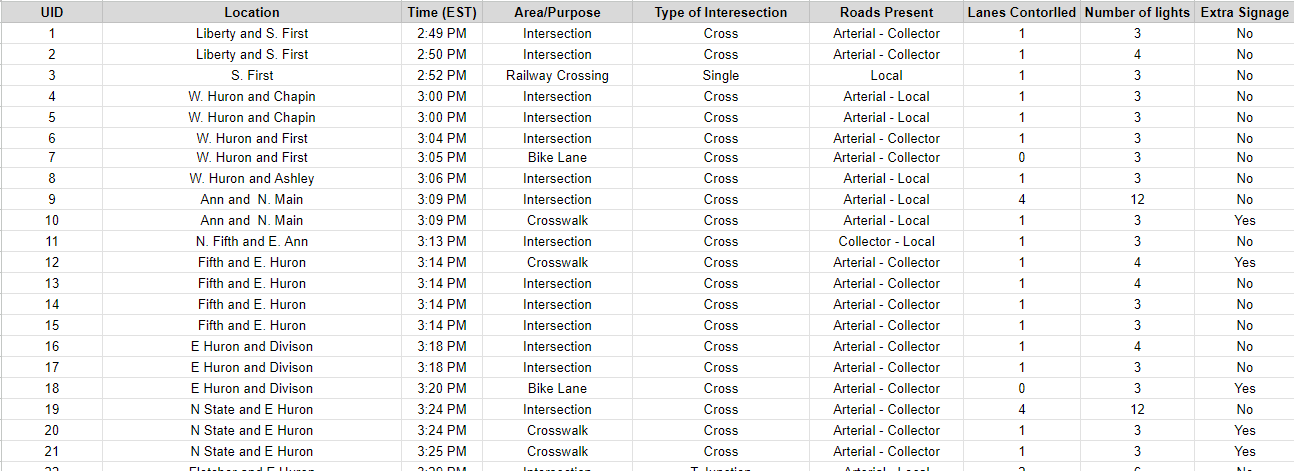 UID Location Time (EST) Area/Purpose Type of Interesection Roads Present Lanes Contorlled Number of lights Extra Signage
1 Liberty and S. First 2:49 PM Intersection Cross Arterial - Collector 1 3 No
2 Liberty and S. First 2:50 PM Intersection Cross Arterial - Collector 1 4 No
3 S. First 2:52 PM Railway Crossing Single Local 1 3 No
4 W. Huron and Chapin 3:00 PM Intersection Cross Arterial - Local 1 3 No
5 W. Huron and Chapin 3:00 PM Intersection Cross Arterial - Local 1 3 No
6 W. Huron and First 3:04 PM Intersection Cross Arterial - Collector 1 3 No
7 W. Huron and First 3:05 PM Bike Lane Cross Arterial - Collector 0 3 No
8 W. Huron and Ashley 3:06 PM Intersection Cross Arterial - Local 1 3 No
9 Ann and N. Main 3:09 PM Intersection Cross Arterial - Local 4 12 No
10 Ann and N. Main 3:09 PM Crosswalk Cross Arterial - Local 1 3 Yes
11 N. Fifth and E. Ann 3:13 PM Intersection Cross Collector - Local 1 3 No
12 Fifth and E. Huron 3:14 PM Crosswalk Cross Arterial - Collector 1 4 Yes
13 Fifth and E. Huron 3:14 PM Intersection Cross Arterial - Collector 1 4 No
14 Fifth and E. Huron 3:14 PM Intersection Cross Arterial - Collector 1 3 No
15 Fifth and E. Huron 3:14 PM Intersection Cross Arterial - Collector 1 3 No
16 E Huron and Divison 3:18 PM Intersection Cross Arterial - Collector 1 4 No
17 E Huron and Divison 3:18 PM Intersection Cross Arterial - Collector 1 3 No
18 E Huron and Divison 3:20 PM Bike Lane Cross Arterial - Collector 0 3 Yes
19 N State and E Huron 3:24 PM Intersection Cross Arterial - Collector 4 12 No
20 N State and E Huron 3:24 PM Crosswalk Cross Arterial - Collector 1 3 Yes
21 N State and E Huron 3:25 PM Crosswalk Cross Arterial - Collector 1 3 Yes